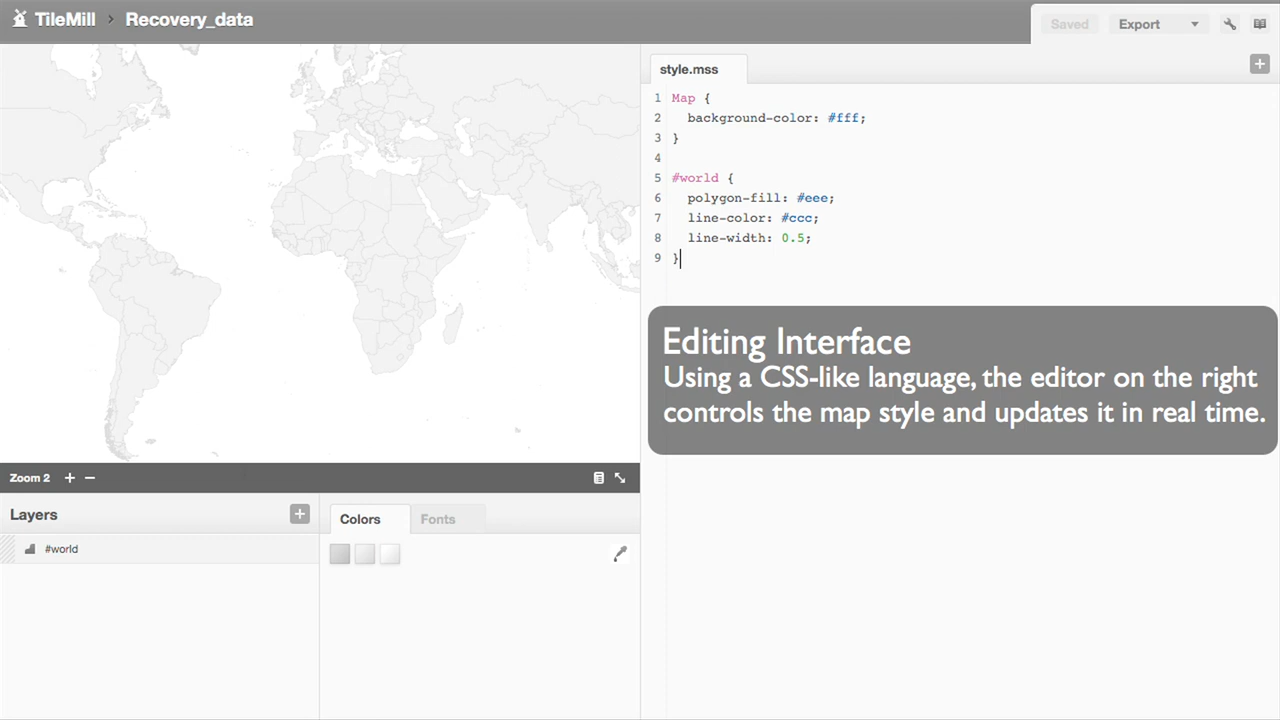 TileMill › Recovery_data
Saved
Export
style.mss
1 Map {
2 background-color: #fff;
3 }
4
5 #world {
6 polygon-fill: #eee;
7 line-color: #ccc;
8 line-width: 0.5;
9 }
Editing Interface
Using a CSS-like language, the editor on the right
controls the map style and updates it in real time.
Zoom 2 + −
Layers
#world
Colors
Fonts